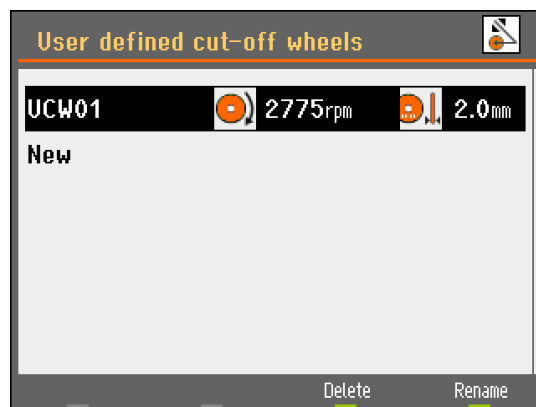 User defined cut-off wheels
UCW01 2775rpm 2.0mm
New
Delete Rename